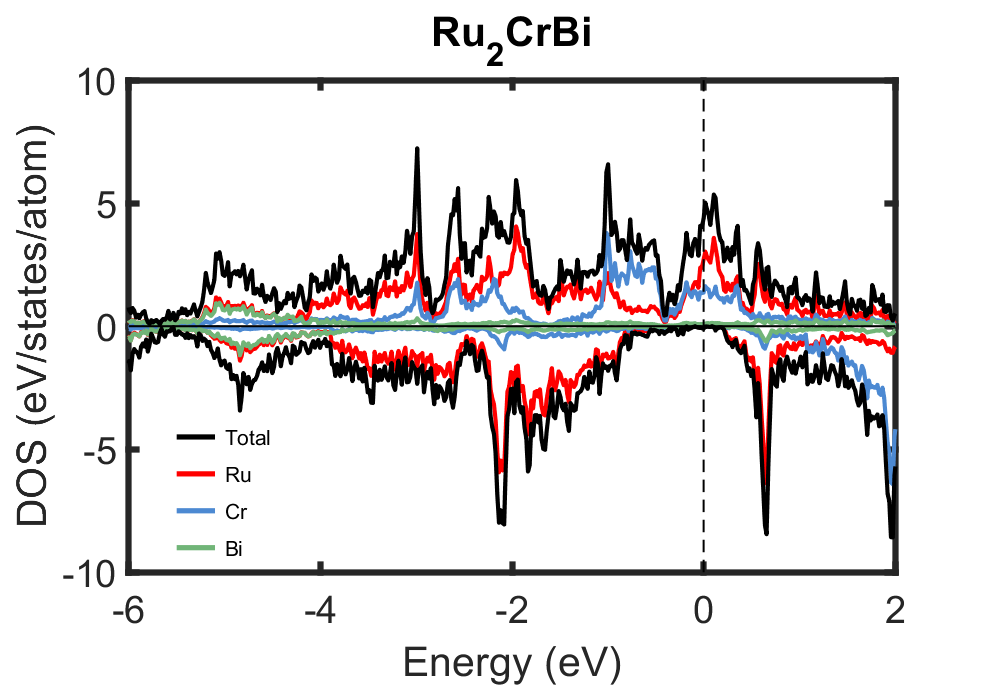 Ru₂CrBi
DOS (eV/states/atom)
10
5
0
-5
-10
Total
Ru
Cr
Bi
-6 -4 -2 0 2
Energy (eV)